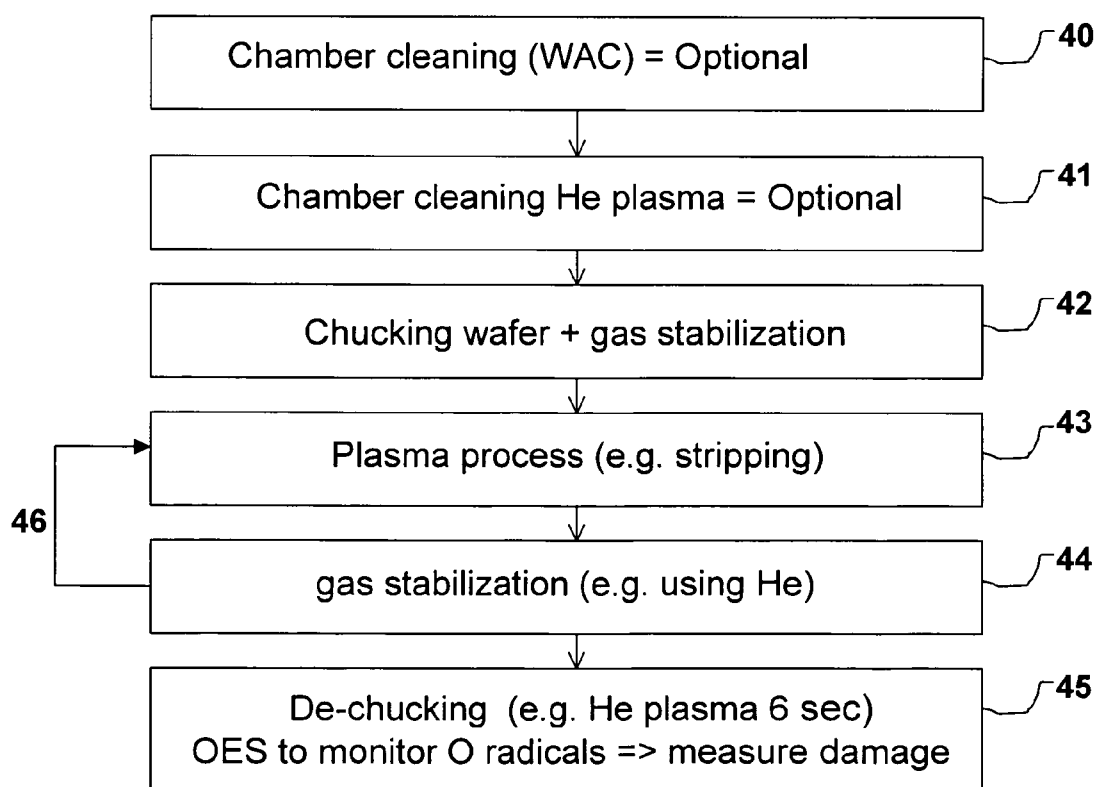 Chamber cleaning (WAC) = Optional
40
Chamber cleaning He plasma = Optional
41
Chucking wafer + gas stabilization
42
Plasma process (e.g. stripping)
43
46
gas stabilization (e.g. using He)
44
De-chucking (e.g. He plasma 6 sec)
45
OES to monitor O radicals => measure damage